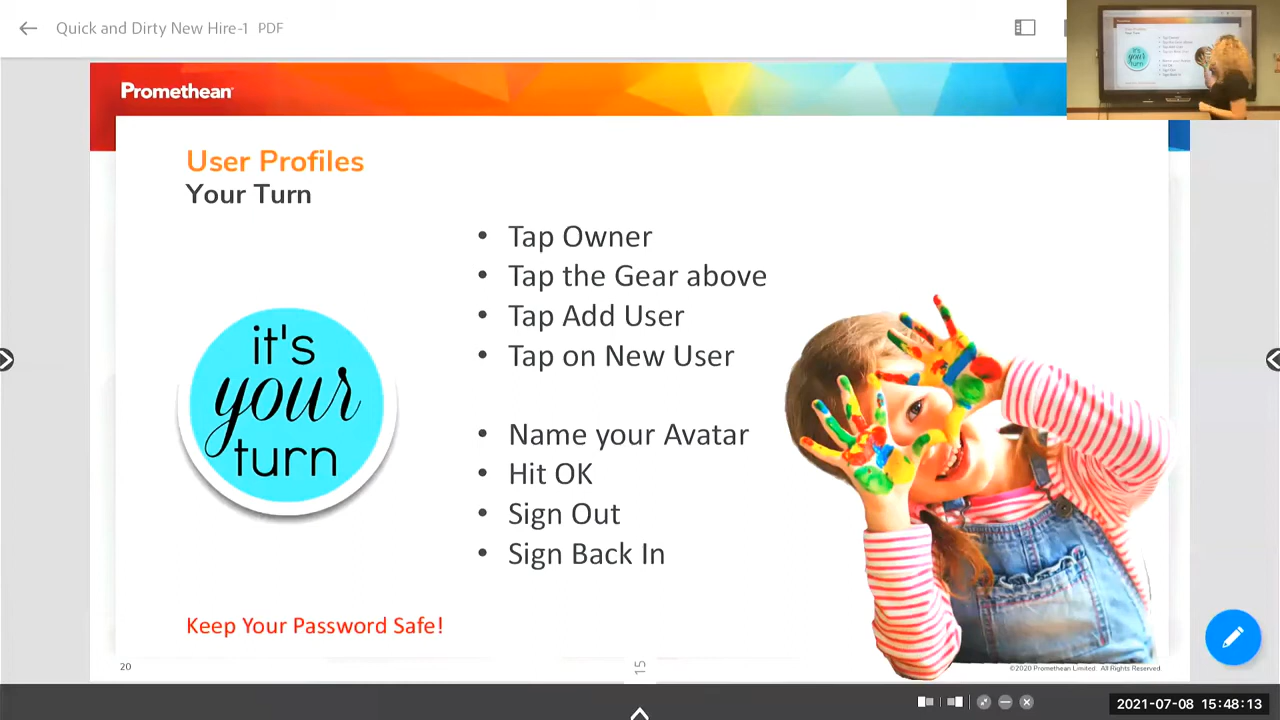 Quick and Dirty New Hire-1 PDF
Promethean
User Profiles
Your Turn
• Tap Owner
• Tap the Gear above
• Tap Add User
• Tap on New User
it's
your
turn
• Name your Avatar
• Hit OK
• Sign Out
• Sign Back In
Keep Your Password Safe!
20
15
©2020 Promethean Limited. All Rights Reserved
2021-07-08 15:48:13